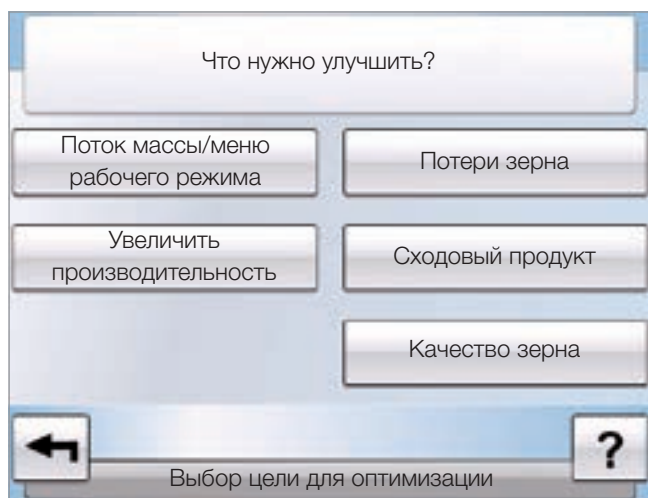 Что нужно улучшить?
Поток массы/меню
рабочего режима
Потери зерна
Увеличить
производительность
Сходовый продукт
Качество зерна
?
Выбор цели для оптимизации